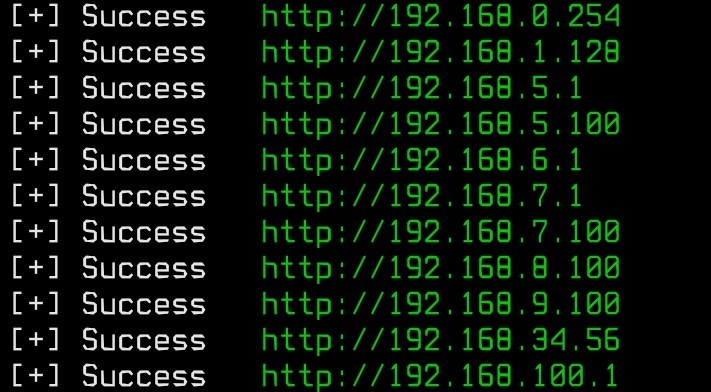 [+] Success http://192.168.0.254
[+] Success http://192.168.1.128
[+] Success http://192.168.5.1
[+] Success http://192.168.5.100
[+] Success http://192.168.6.1
[+] Success http://192.168.7.1
[+] Success http://192.168.7.100
[+] Success http://192.168.8.100
[+] Success http://192.168.9.100
[+] Success http://192.168.34.56
[+] Success http://192.168.100.1